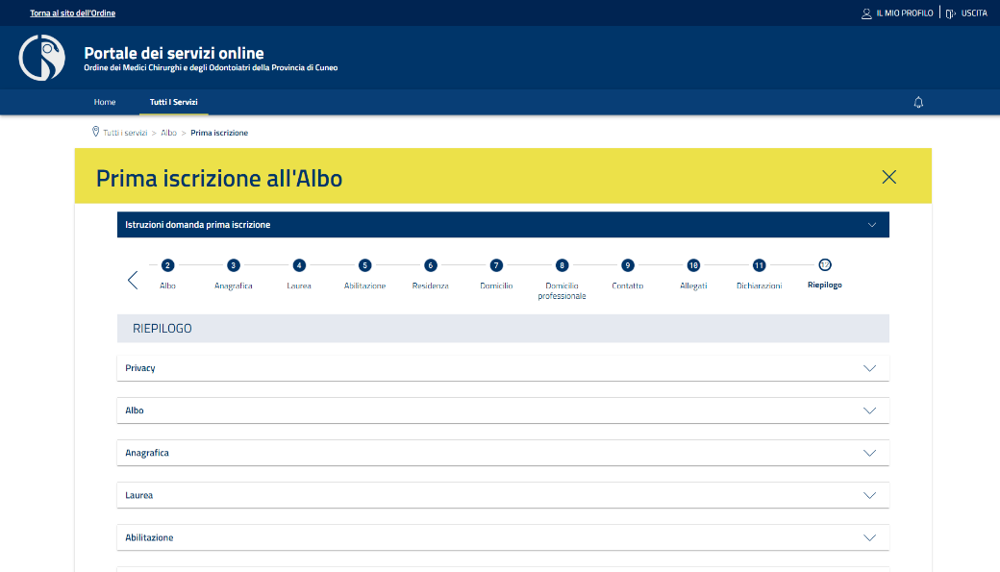 Torna al sito dell'Ordine
IL MIO PROFILO
USCITA
Portale dei servizi online
Ordine dei Medici Chirurghi e degli Odontoiatri della Provincia di Cuneo
Home
Tutti I Servizi
Tutti i servizi > Albo > Prima iscrizione
Prima iscrizione all'Albo
Istruzioni domanda prima iscrizione
2 3 4 5 6 7 8 9 10 11 12
Albo Anagrafica Laurea Abilitazione Residenza Domicilio Domicilio Contatto Allegati Dichiarazioni Riepilogo
professionale
RIEPILOGO
Privacy
Albo
Anagrafica
Laurea
Abilitazione